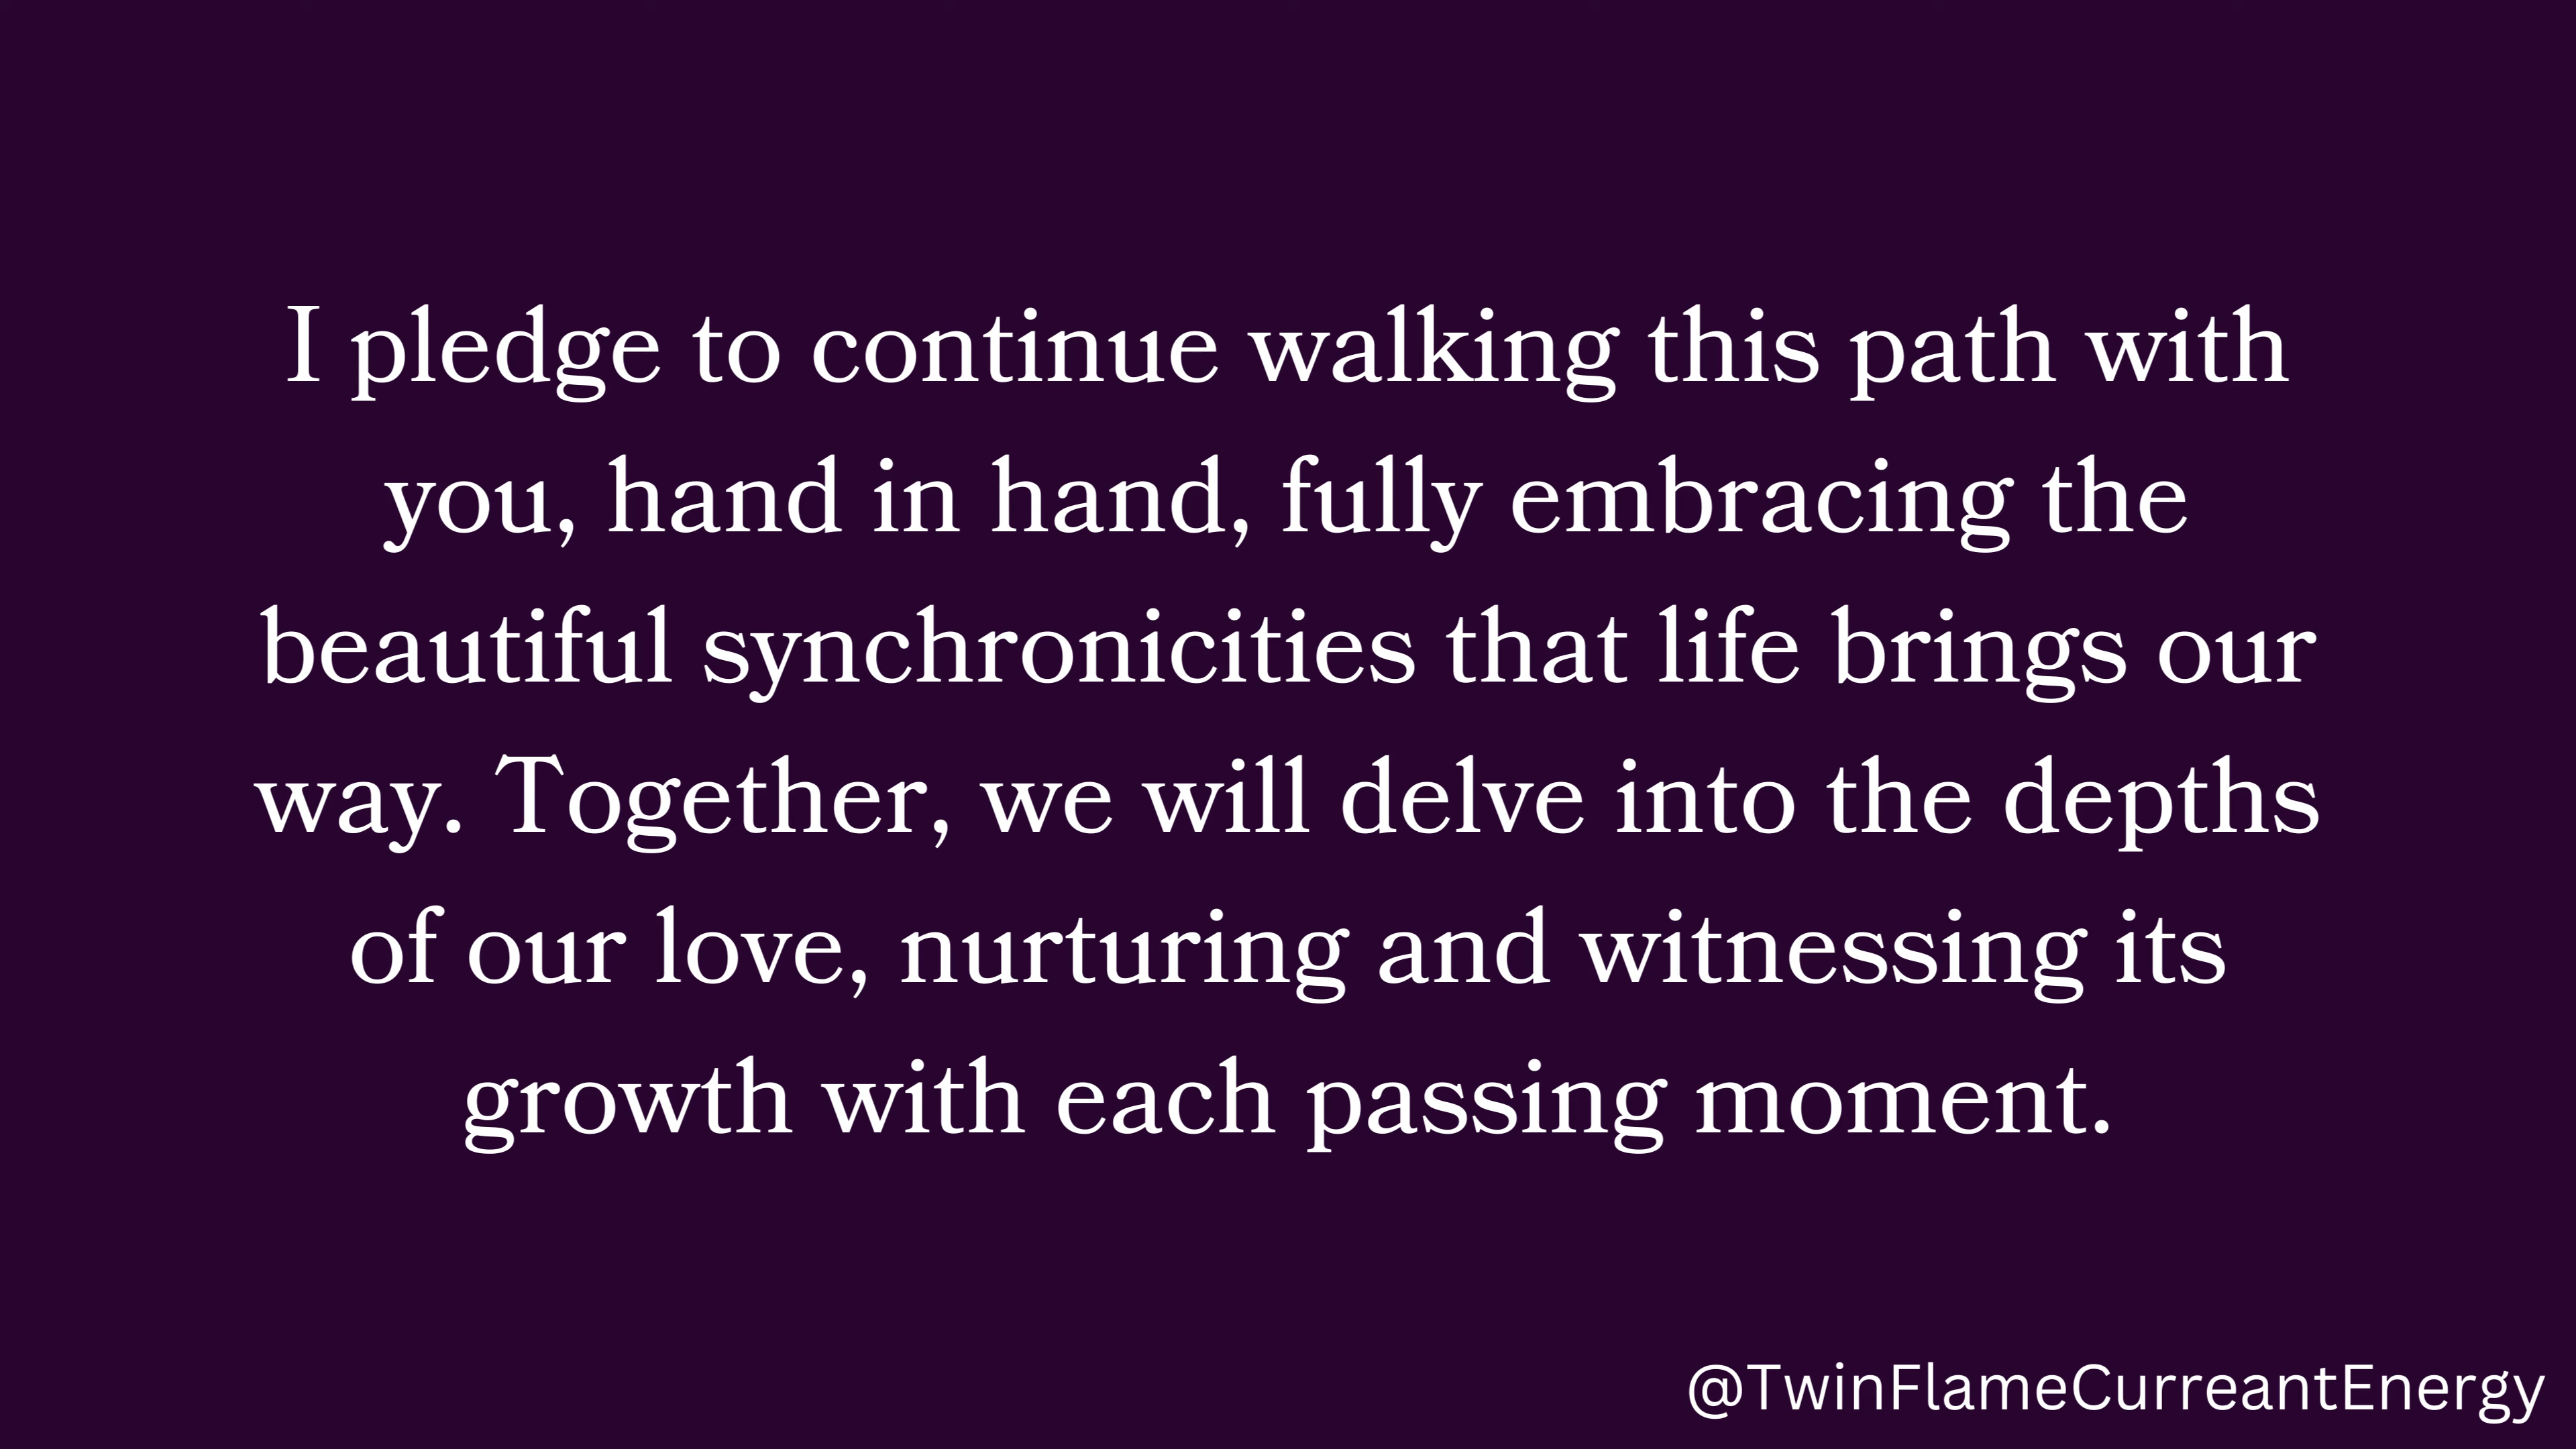 I pledge to continue walking this path with
you, hand in hand, fully embracing the
beautiful synchronicities that life brings our
way. Together, we will delve into the depths
of our love, nurturing and witnessing its
growth with each passing moment.
@TwinFlameCurreantEnergy